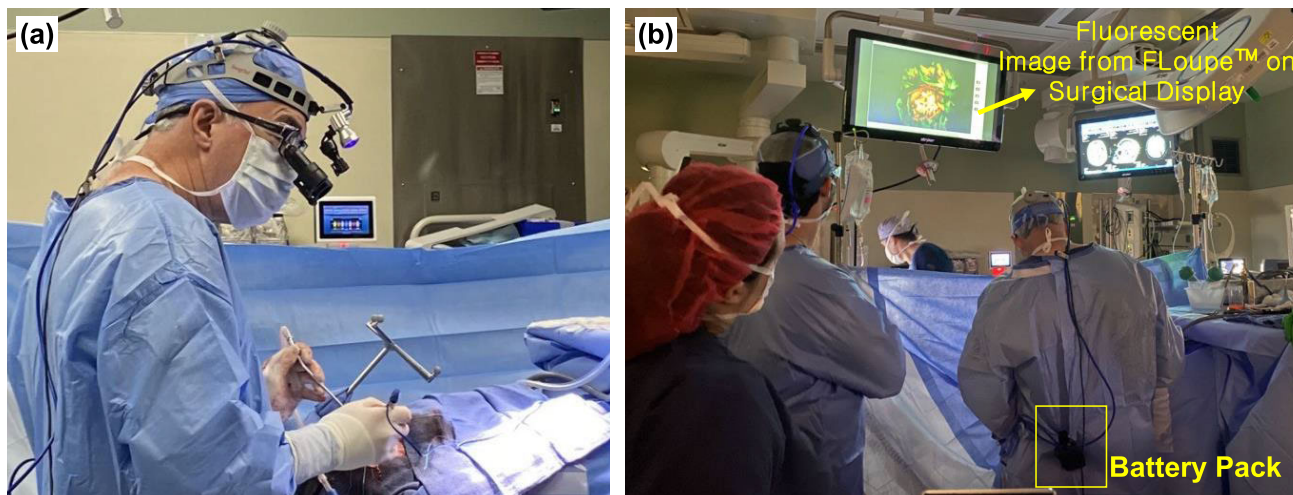 (a)
(b)
Fluorescent
Image from FLoupe™ on
Surgical Display
Battery Pack